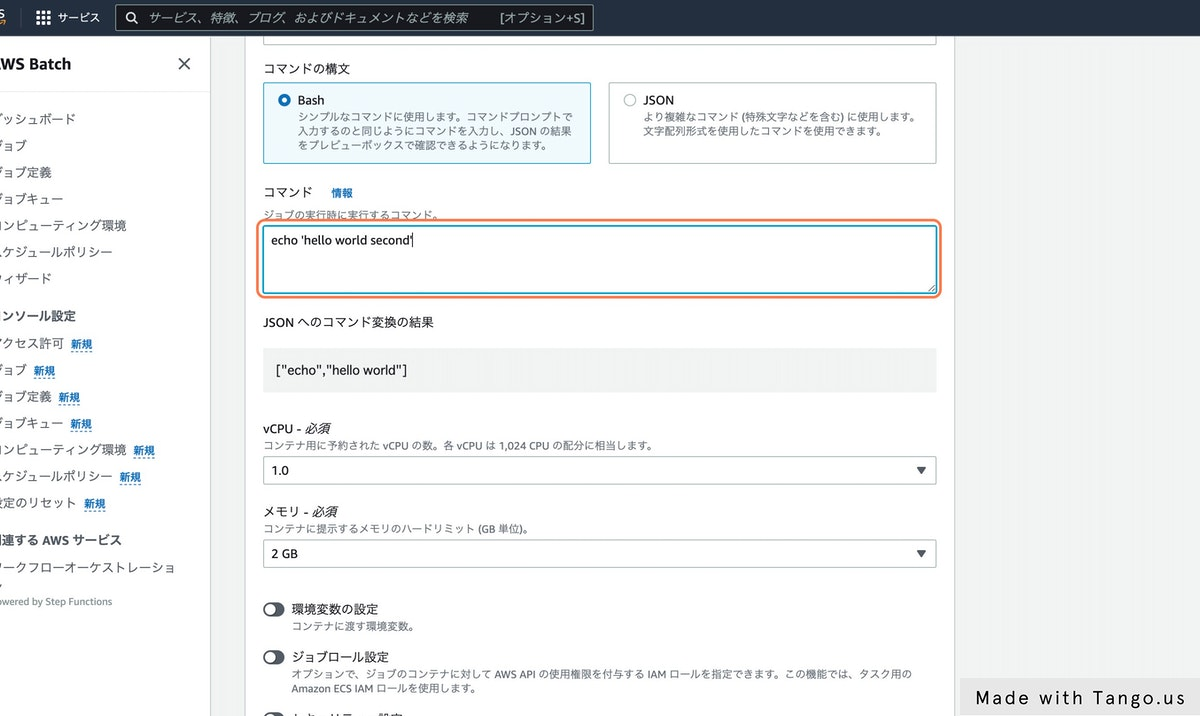 サービス
サービス、特徴、ブログ、およびドキュメントなどを検索 [オプション+S]
WS Batch
ッシュボード
ョブ
ョブ定義
ョブキュー
ンピューティング環境
ケジュールポリシー
ィザード
ンソール設定
クセス許可 新規
ョブ 新規
ョブ定義 新規
ョブキュー 新規
ンピューティング環境 新規
ケジュールポリシー 新規
定のリセット 新規
連する AWS サービス
ークフローオーケストレーショ
owered by Step Functions
コマンドの構文
Bash
シンプルなコマンドに使用します。コマンドプロンプトで
入力するのと同じようにコマンドを入力し、JSON の結果
をプレビューボックスで確認できるようになります。
JSON
より複雑なコマンド (特殊文字などを含む) に使用します。
文字配列形式を使用したコマンドを使用できます。
コマンド 情報
ジョブの実行時に実行するコマンド。
echo 'hello world second'
JSON へのコマンド変換の結果
["echo","hello world"]
vCPU - 必須
コンテナ用に予約された vCPU の数。各 vCPU は 1,024 CPU の配分に相当します。
1.0
メモリ - 必須
コンテナに提示するメモリのハードリミット (GB 単位)。
2 GB
環境変数の設定
コンテナに渡す環境変数。
ジョブロール設定
オプションで、ジョブのコンテナに対して AWS API の使用権限を付与する IAM ロールを指定できます。この機能では、タスク用の
Amazon ECS IAM ロールを使用します。
Made with Tango.us